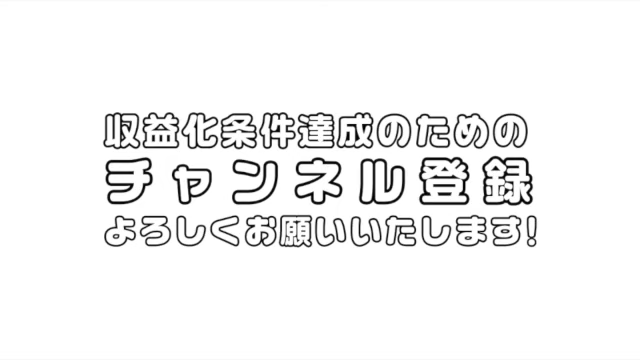 収益化条件達成のための
チャンネル登録
よろしくお願いいたします!